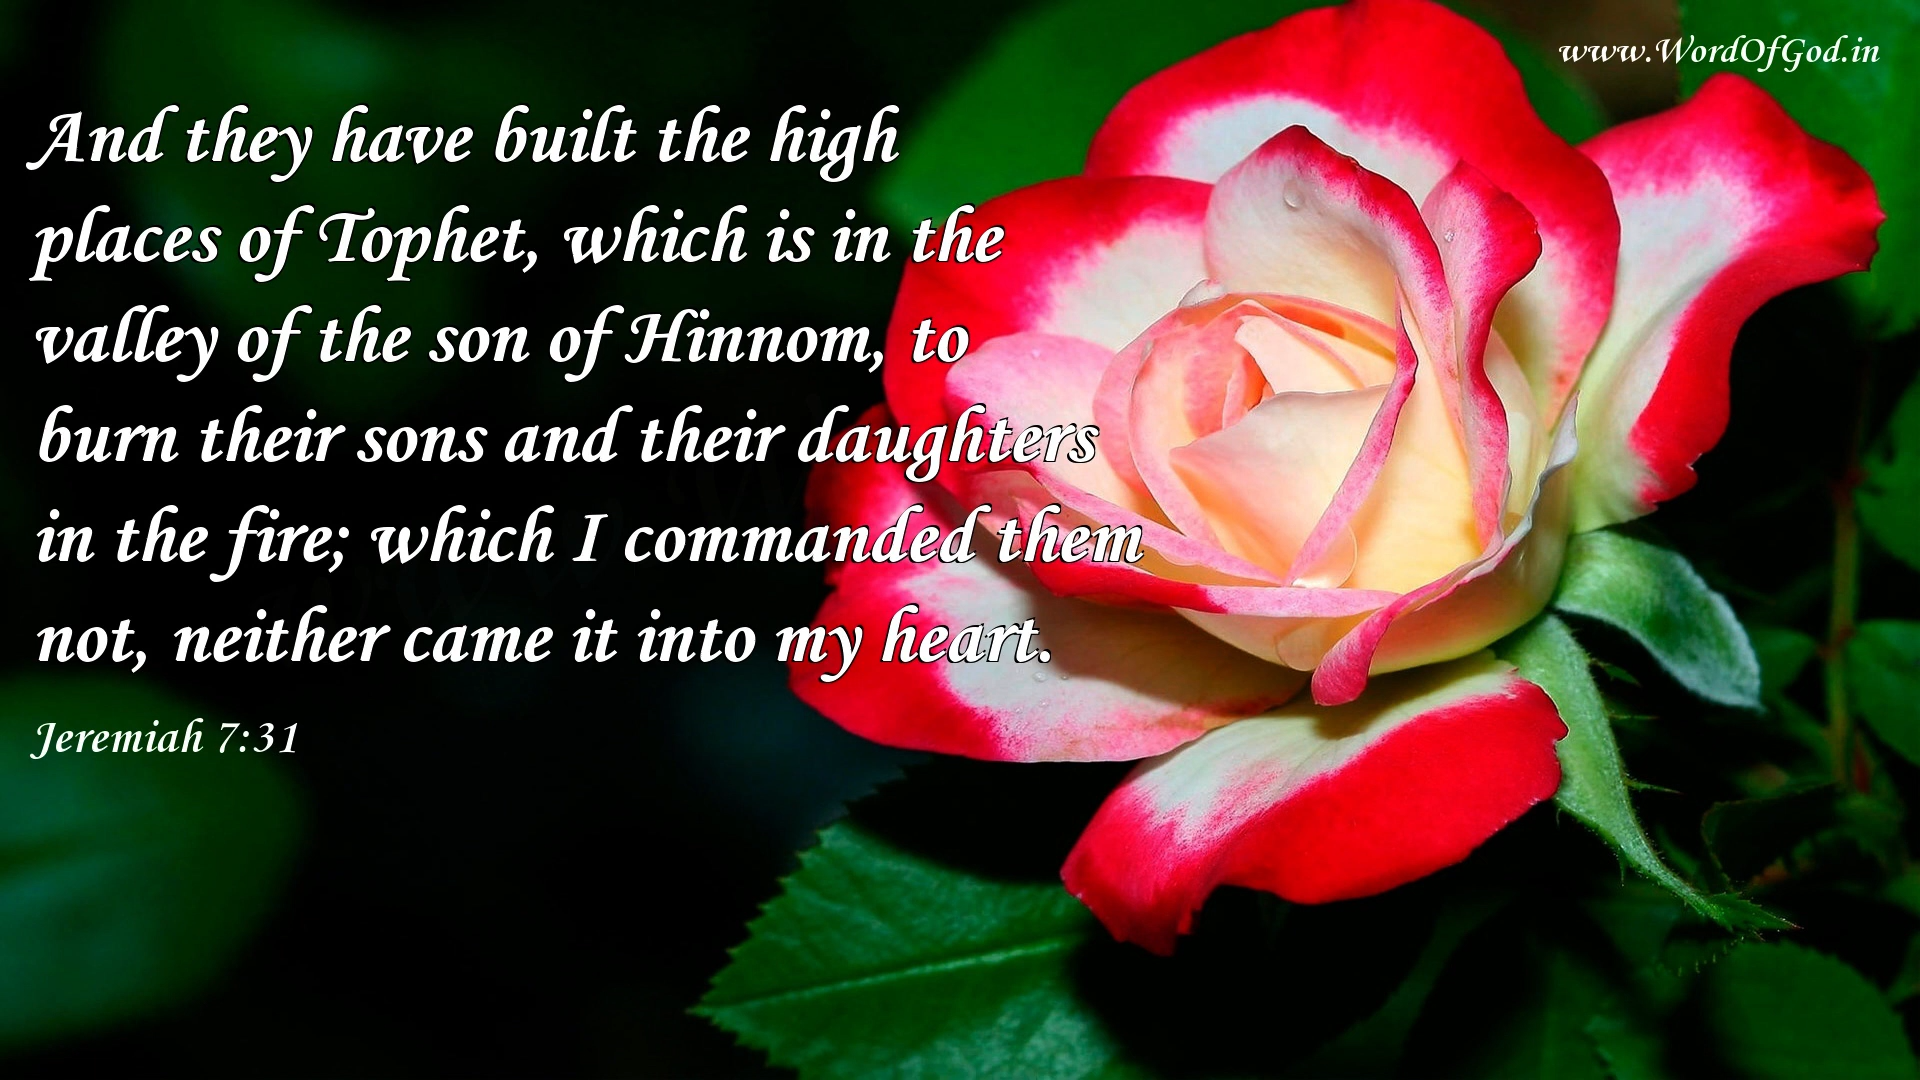 www.WordOfGod.in
And they have built the high
places of Tophet, which is in the
valley of the son of Hinnom, to
burn their sons and their daughters
in the fire; which I commanded them
not, neither came it into my heart.
Jeremiah 7:31